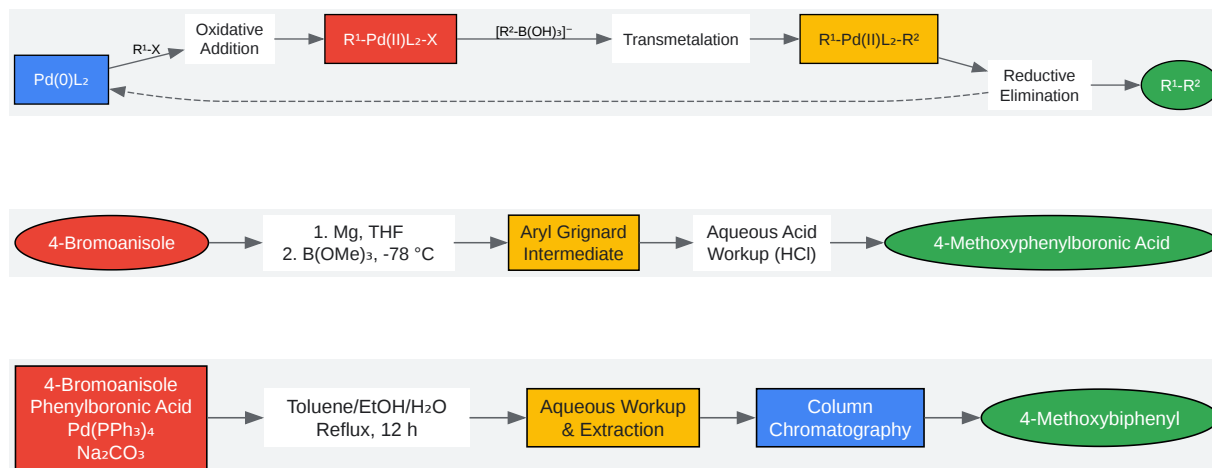 Pd(0)L₂
R¹-X
Oxidative
Addition
R¹-Pd(II)L₂-X
[R²-B(OH)₃]⁻
Transmetalation
R¹-Pd(II)L₂-R²
Reductive
Elimination
R¹-R²
4-Bromoanisole
1. Mg, THF
2. B(OMe)₃, -78 °C
Aryl Grignard
Intermediate
Aqueous Acid
Workup (HCl)
4-Methoxyphenylboronic Acid
4-Bromoanisole
Phenylboronic Acid
Pd(PPh₃)₄
Na₂CO₃
Toluene/EtOH/H₂O
Reflux, 12 h
Aqueous Workup
& Extraction
Column
Chromatography
4-Methoxybiphenyl